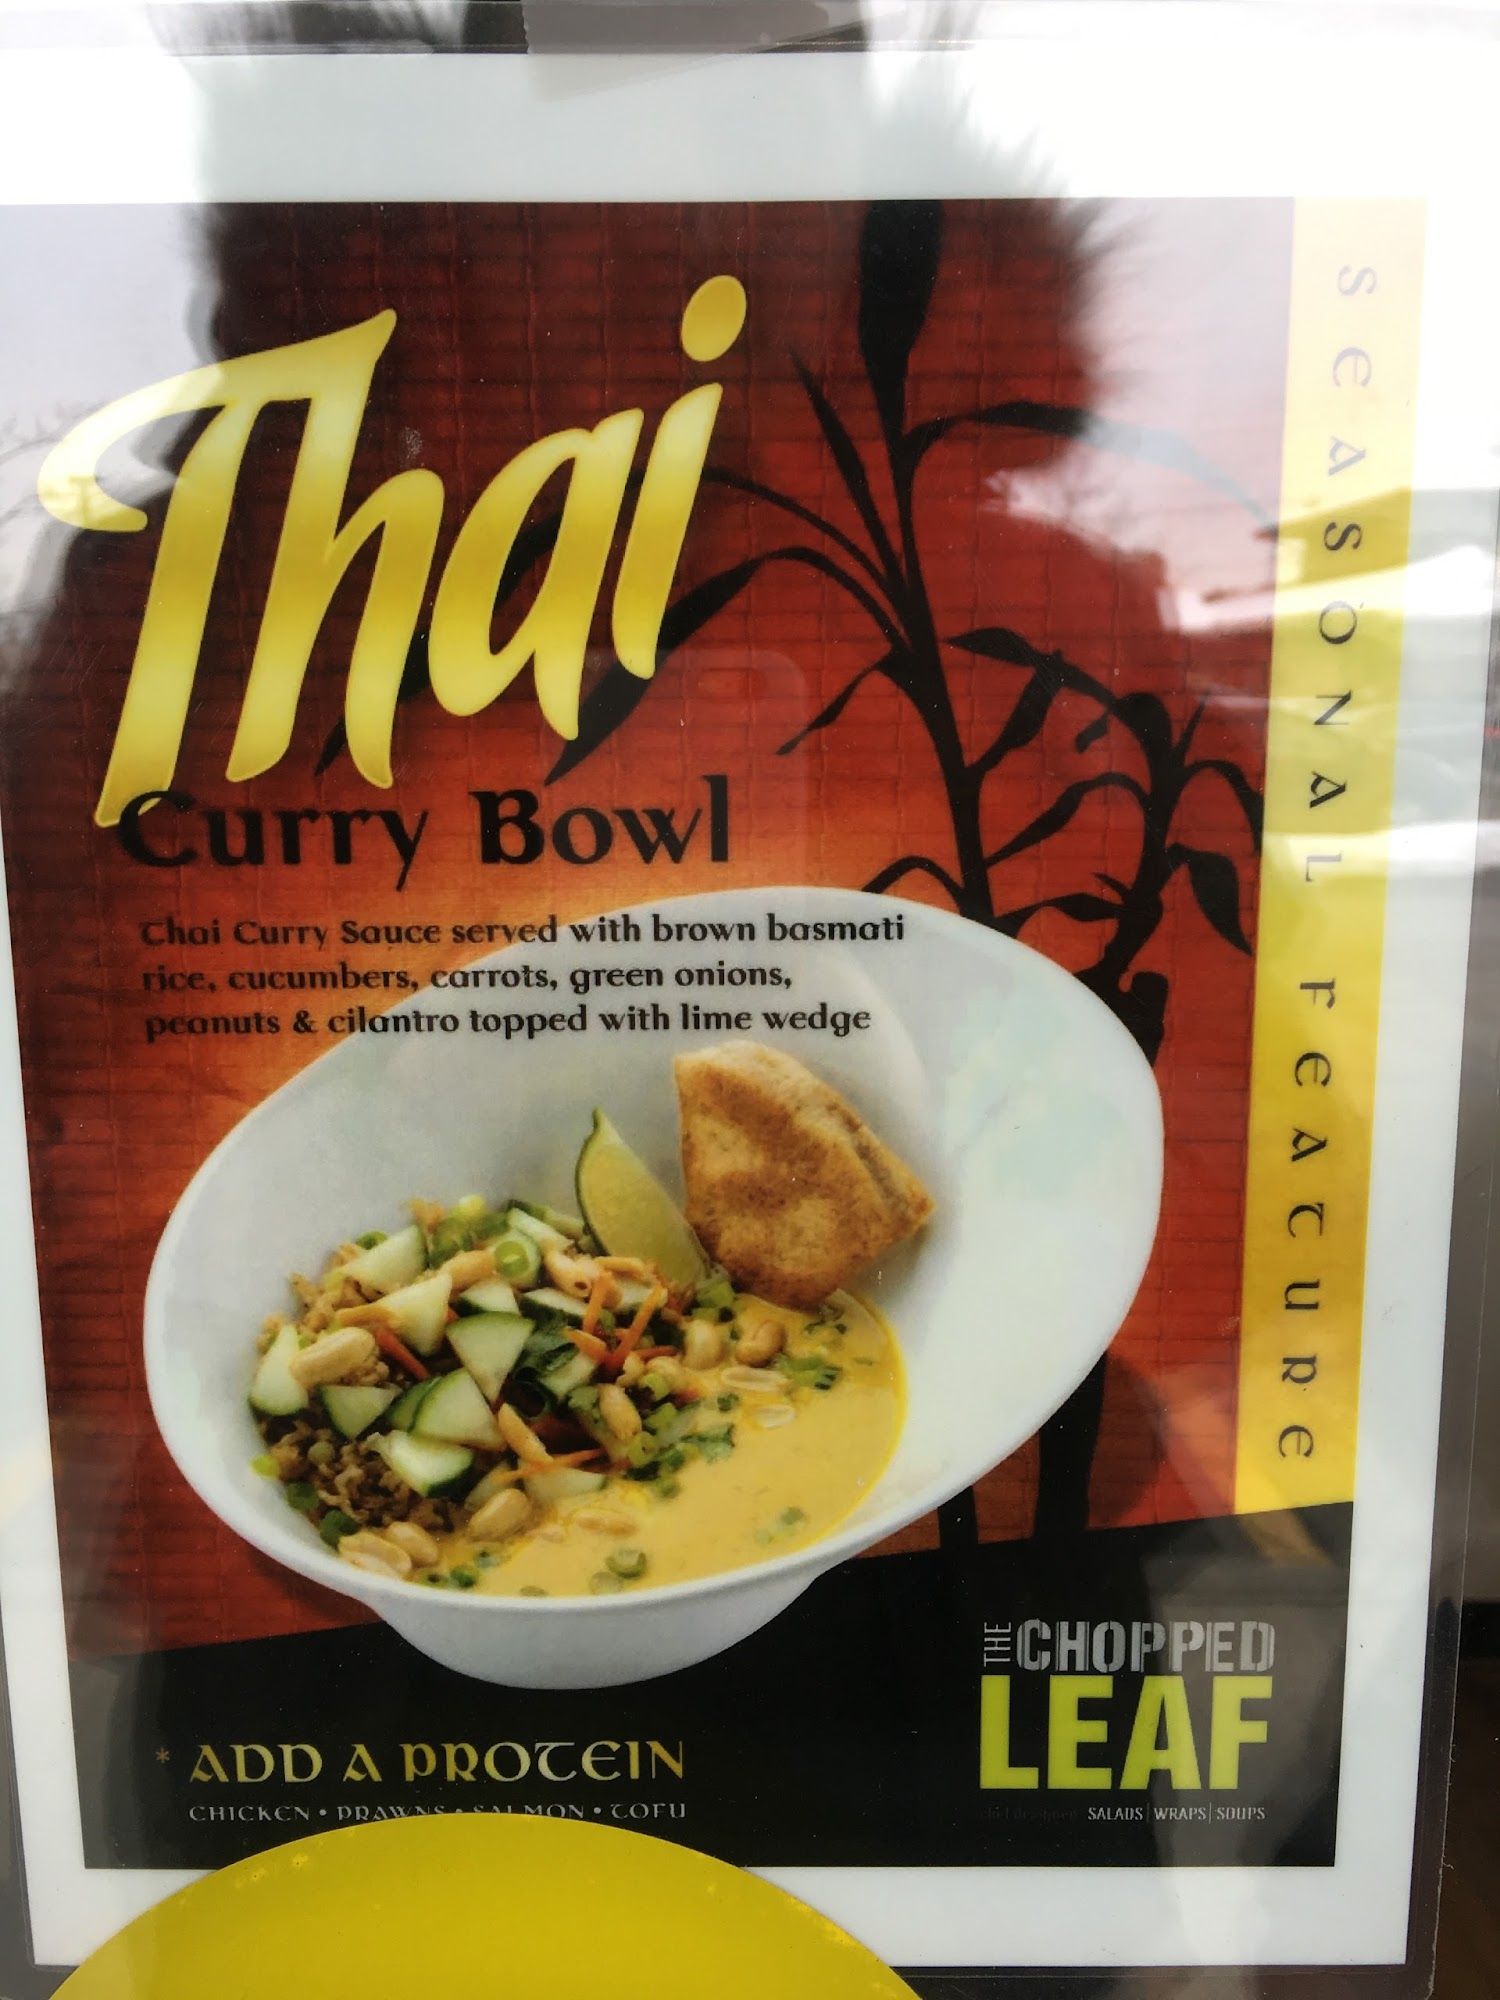 Thai
Curry Bowl
Thai Curry Sauce served with brown basmati
rice, cucumbers, carrots, green onions,
peanuts & cilantro topped with lime wedge
SEASONAL FEATURE
* ADD A PROTEIN
CHICKEN • PRAWNS • SALMON • TOFU
THE CHOPPED
LEAF
SALADS | WRAPS | SOUPS